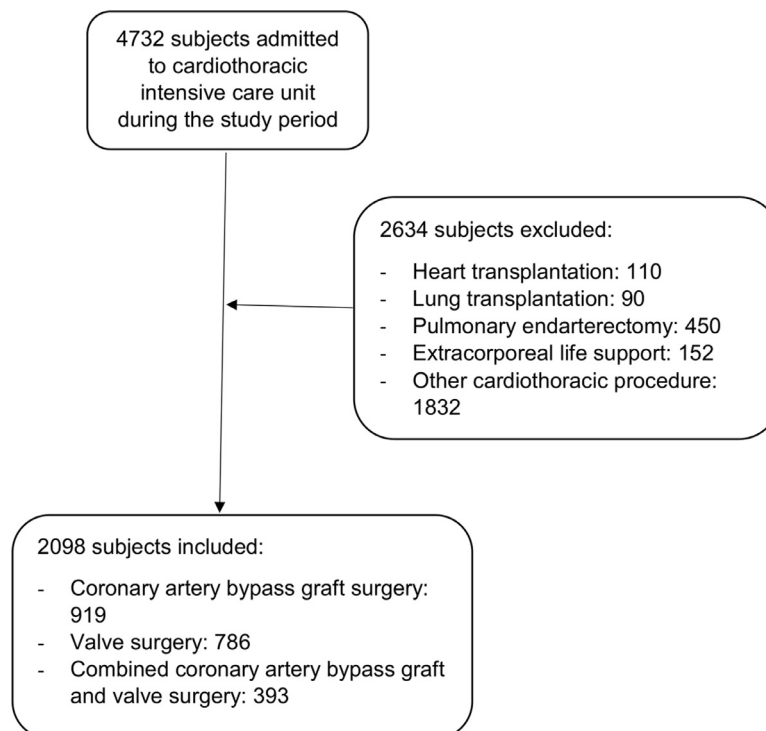 4732 subjects admitted
to cardiothoracic
intensive care unit
during the study period
2634 subjects excluded:
- Heart transplantation: 110
- Lung transplantation: 90
- Pulmonary endarterectomy: 450
- Extracorporeal life support: 152
- Other cardiothoracic procedure:
1832
2098 subjects included:
- Coronary artery bypass graft surgery:
919
- Valve surgery: 786
- Combined coronary artery bypass graft
and valve surgery: 393